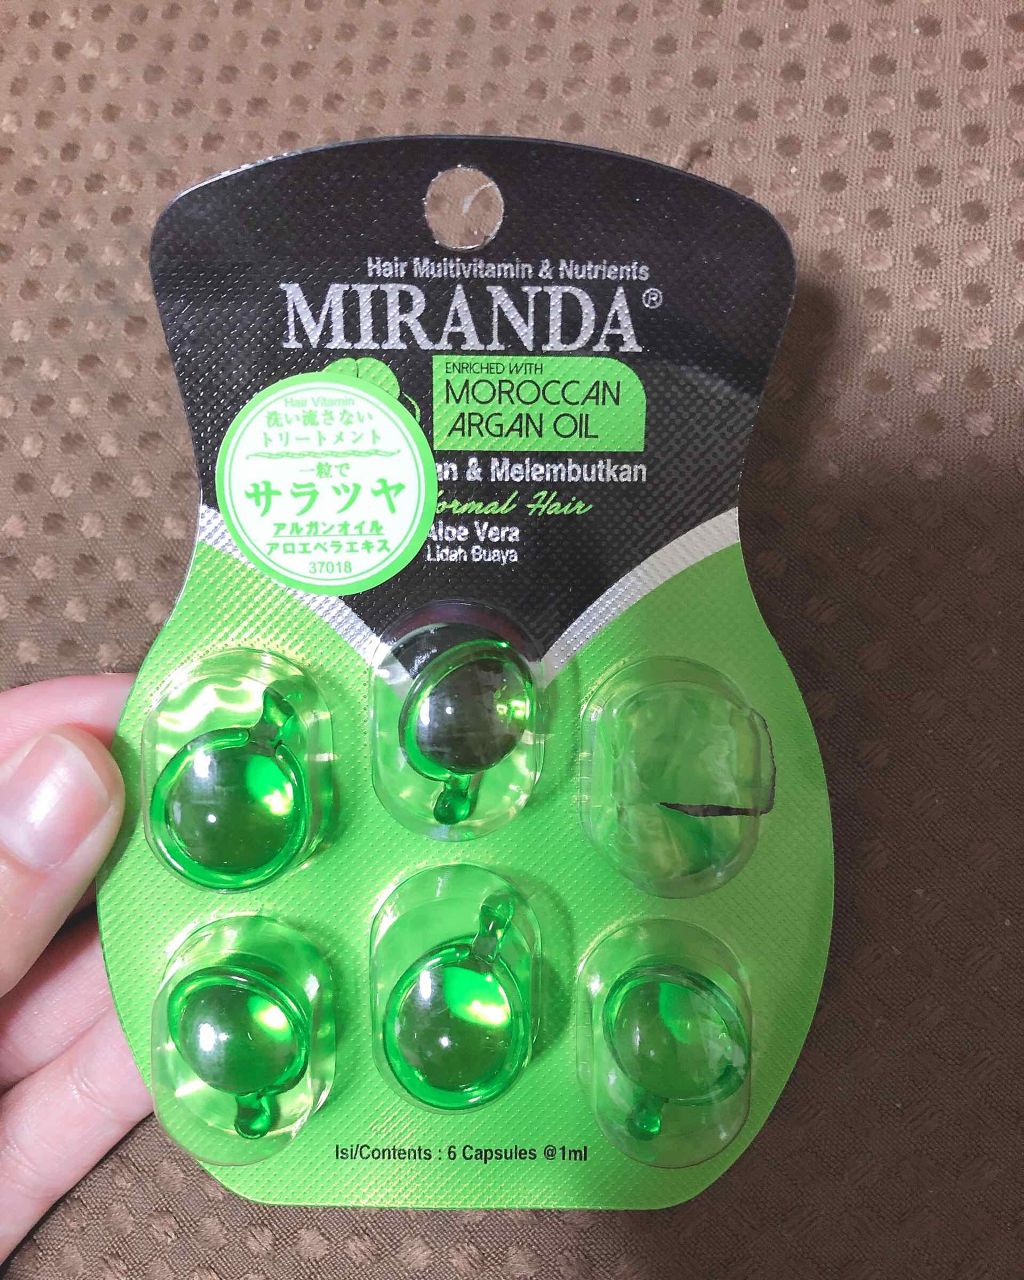 Hair Multivitamin & Nutrients
MIRANDA®
ENRICHED WITH
MOROCCAN
ARGAN OIL
& Melembutkan
Hair
Aloe Vera
Lidah Buaya
Hair Vitamin
洗い流さない
トリートメント
一粒で
サラツヤ
アルガンオイル
アロエベラエキス
37018
Isi/Contents : 6 Capsules @1ml